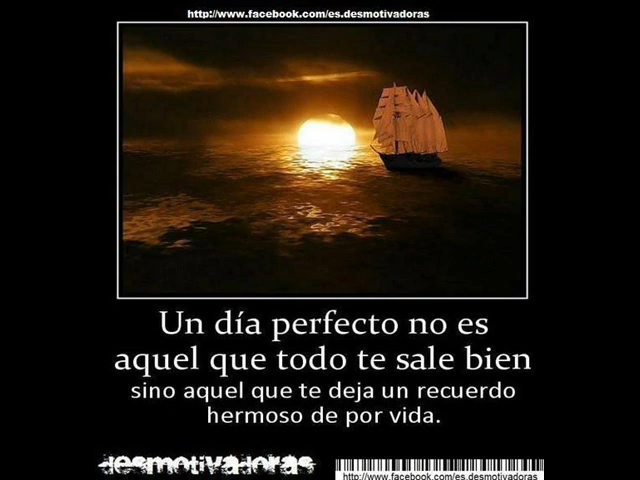 http://www.facebook.com/es.desmotivadoras
Un día perfecto no es
aquel que todo te sale bien
sino aquel que te deja un recuerdo
hermoso de por vida.
desmotivadoras
http://www.facebook.com/es.desmotivadoras